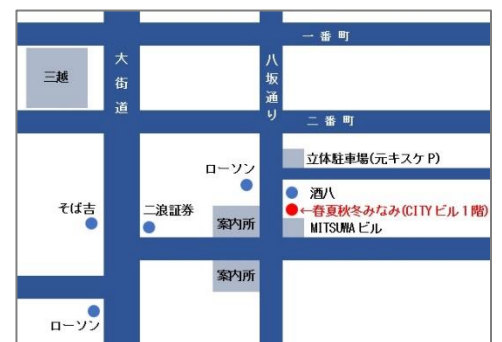 一番町
三越
大街道
八坂通り
二番町
立体駐車場(元キスケP)
ローソン
酒八
←春夏秋冬みなみ(CITYビル1階)
そば吉
二浪証券
案内所
MITSUWAビル
案内所
ローソン